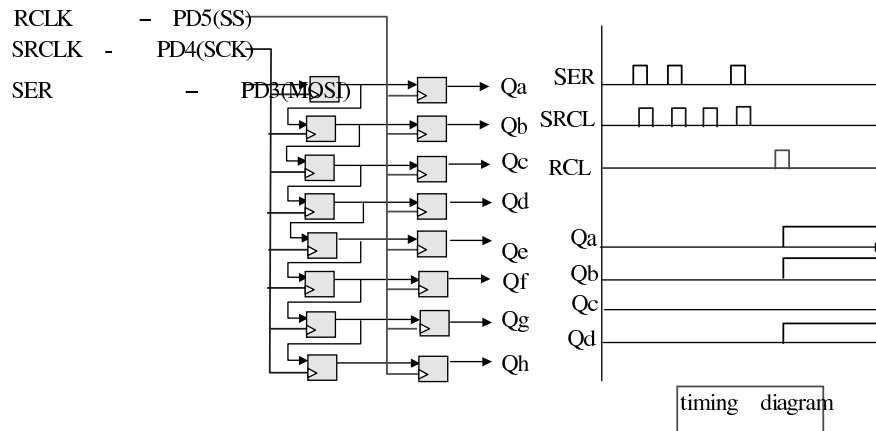 RCLK – PD5(SS)
SRCLK - PD4(SCK)
SER – PD3(MOSI)
Qa
Qb
Qc
Qd
Qe
Qf
Qg
Qh
SER
SRCL
RCL
Qa
Qb
Qc
Qd
timing diagram